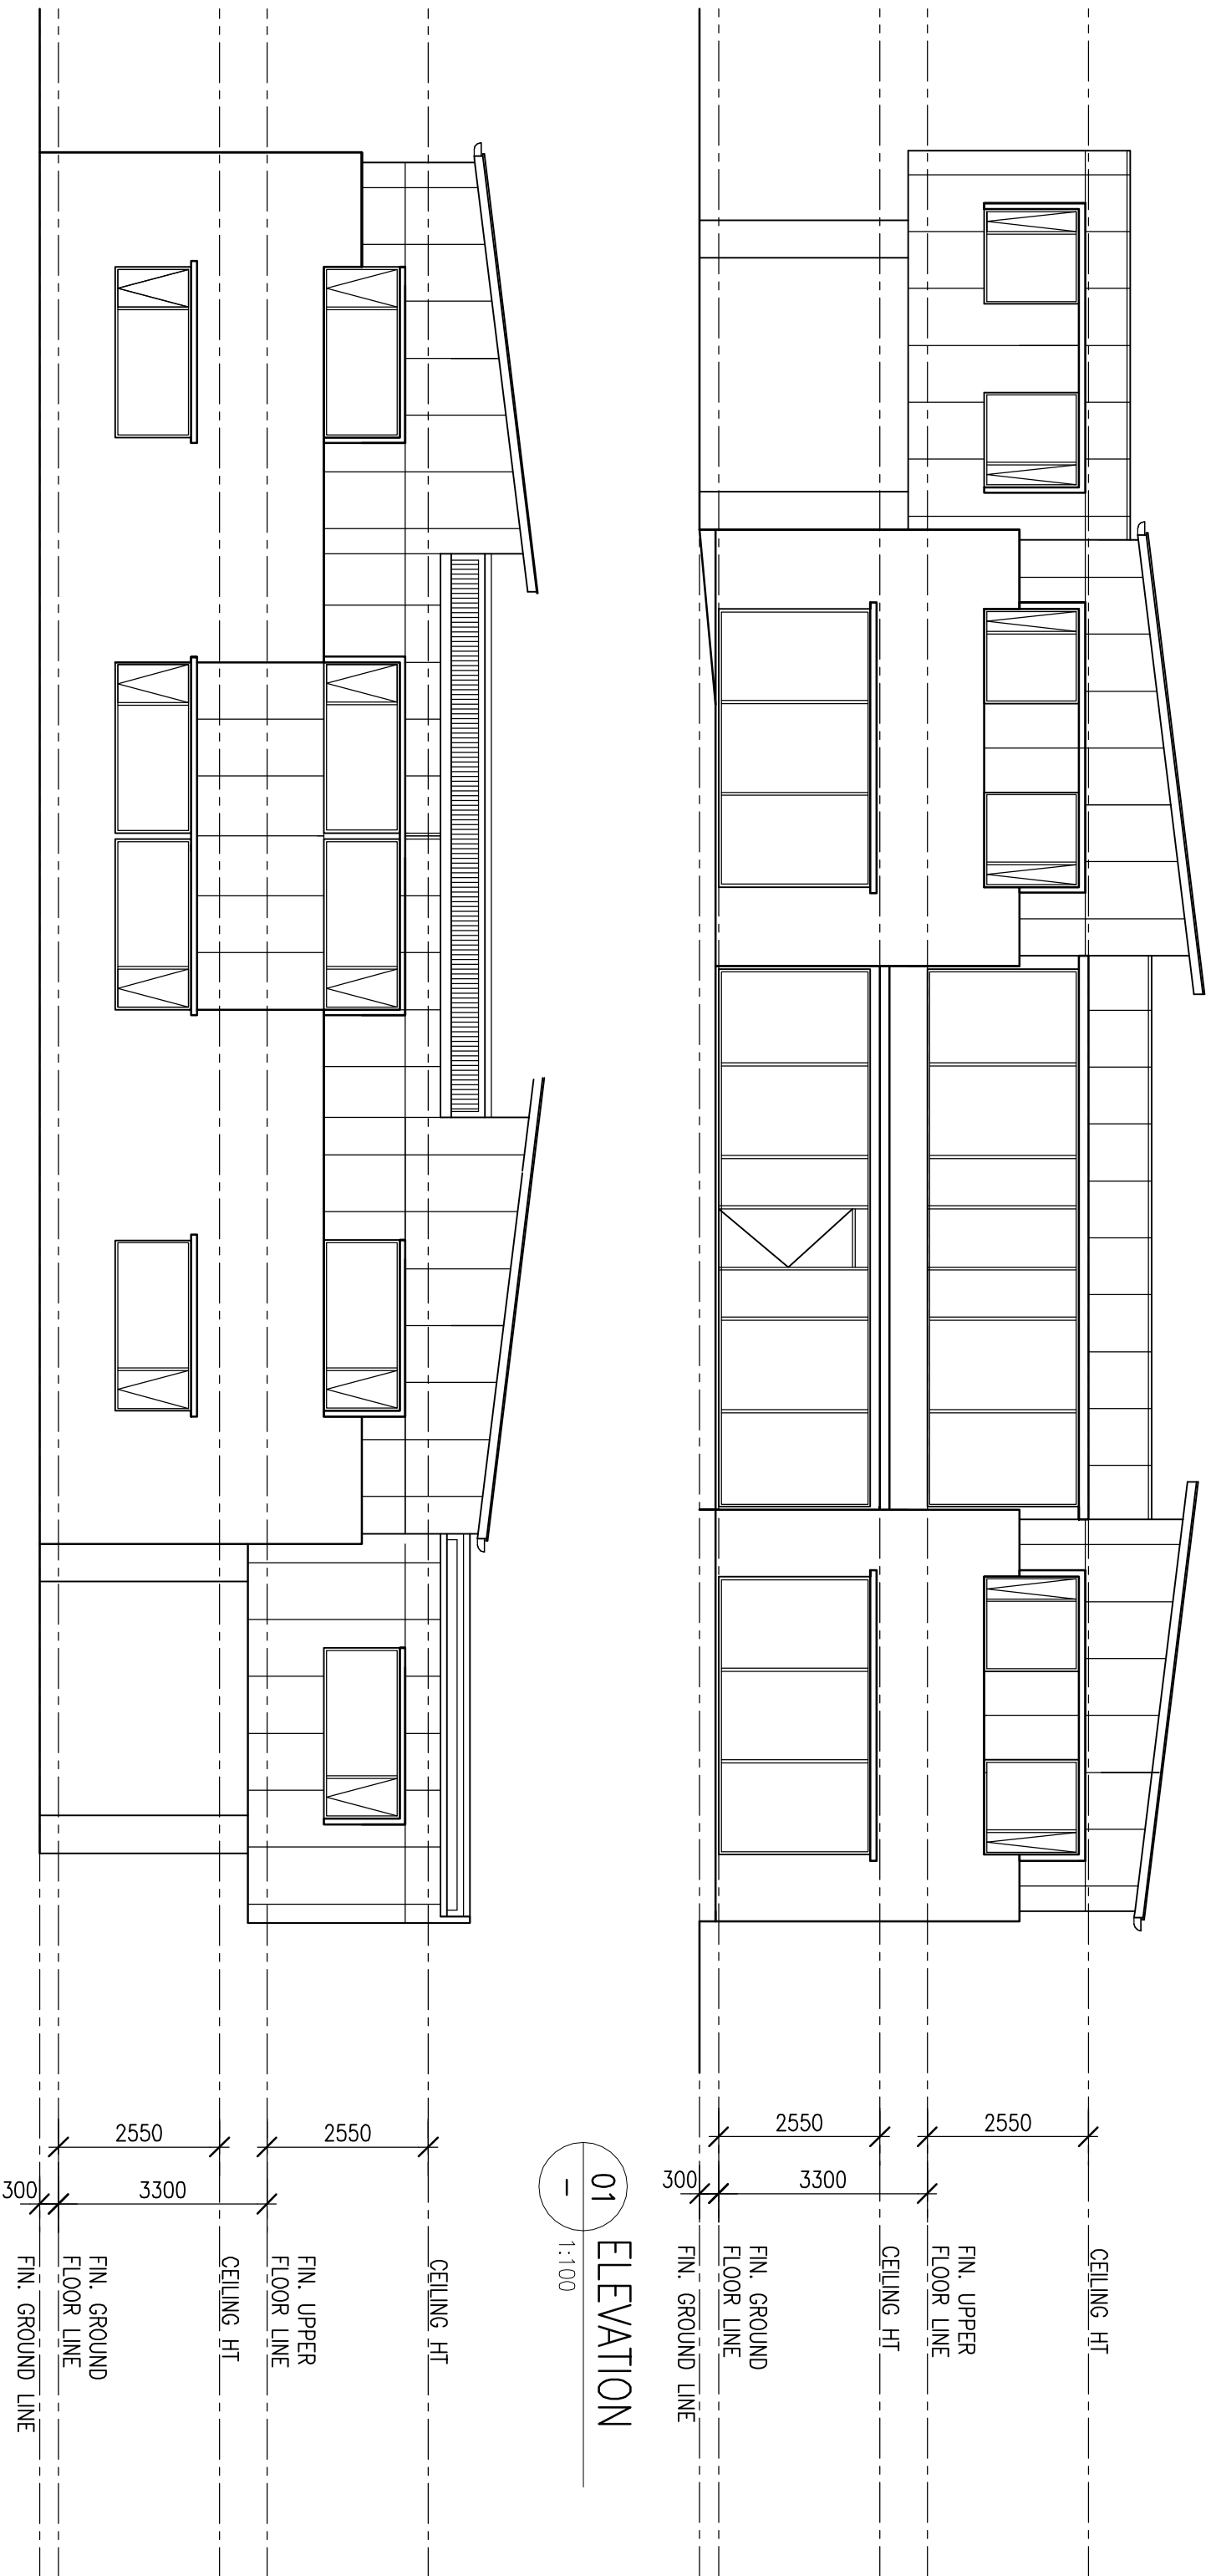 CEILING HT
FIN. UPPER
FLOOR LINE
CEILING HT
FIN. GROUND
FLOOR LINE
FIN. GROUND LINE
2550
2550
3300
300
01
-
ELEVATION
1:100
CEILING HT
FIN. UPPER
FLOOR LINE
CEILING HT
FIN. GROUND
FLOOR LINE
FIN. GROUND LINE
2550
2550
3300
300